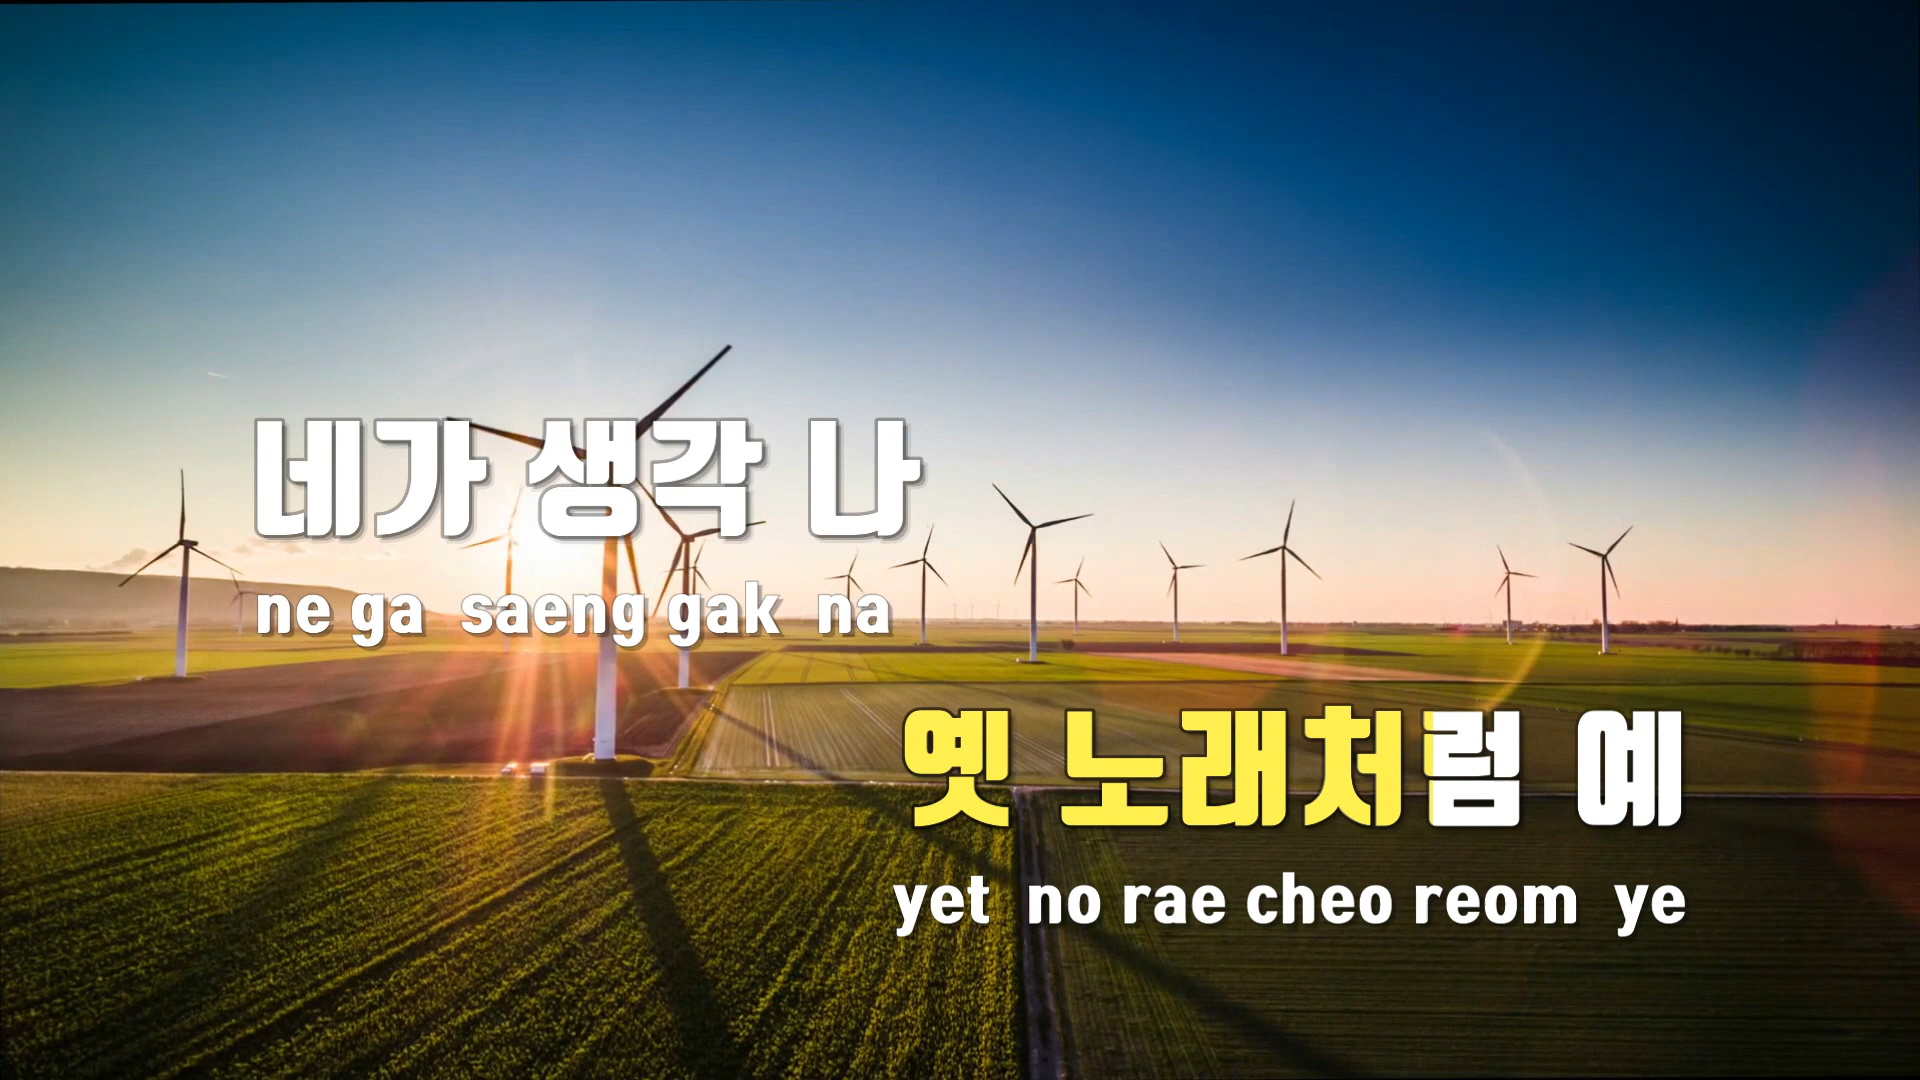 네가 생각 나
ne ga saeng gak na
옛 노래처럼 예
yet no rae cheo reom ye